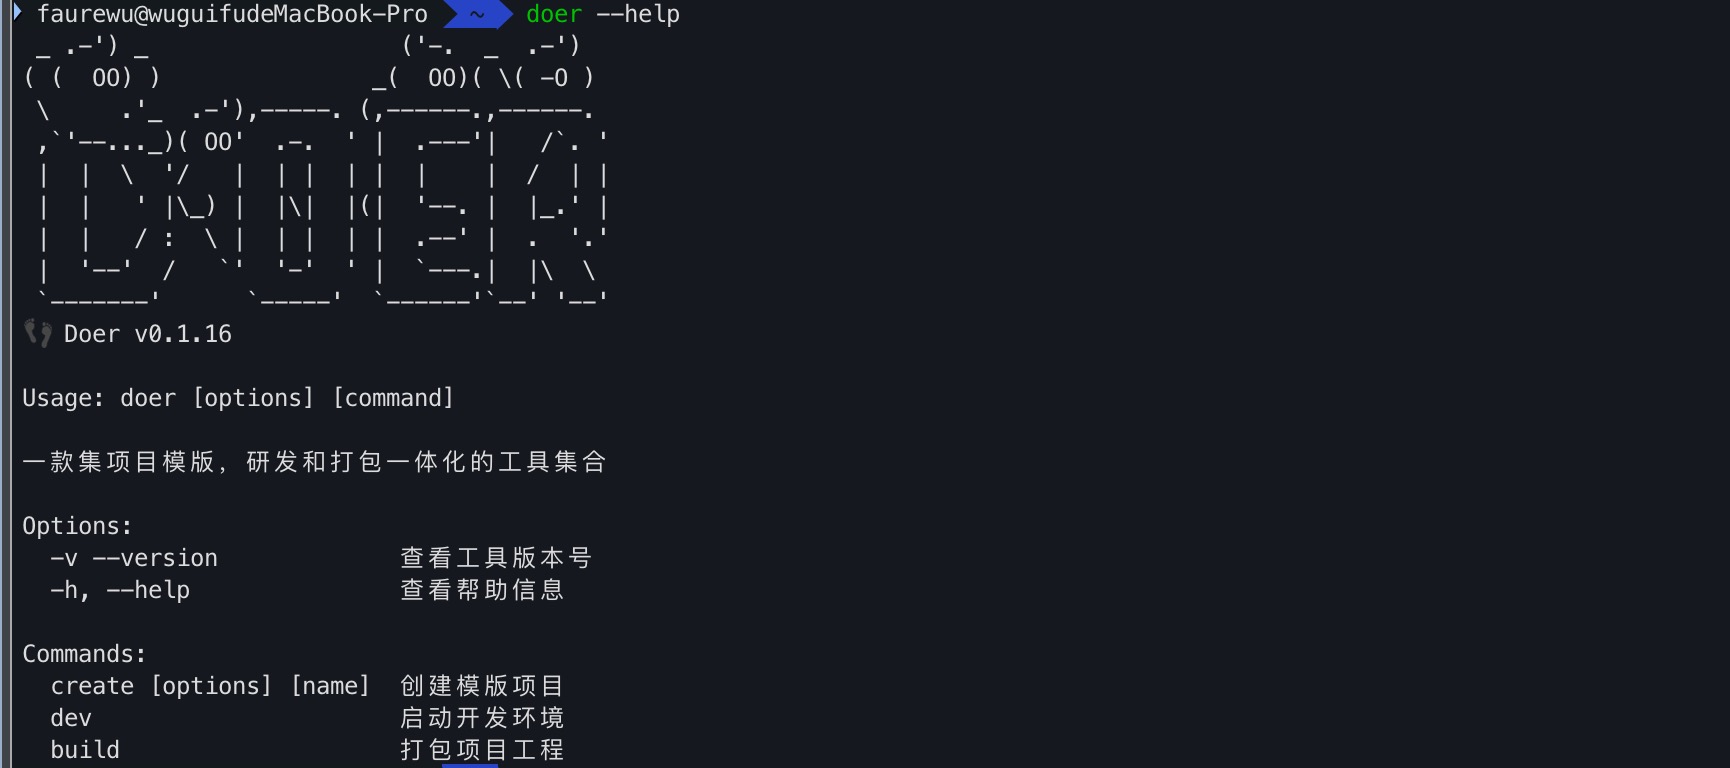 faurewu@wuguifudeMacBook-Pro ~ doer --help
 _ .-') _                  ('-.  _  .-')
( (  OO) )               _(  OO)( \( -O )
 \     .'_  .-'),-----. (,------.,------.
 ,`'--..._)( OO'  .-.  ' |  .---'|   /`. '
 |  |  \  '/   |  | |  | |  |    |  /  | |
 |  |   ' |\_) |  |\|  |(|  '--. |  |_.' |
 |  |   / :  \ |  | |  | |  .--' |  .  '.'
 |  '--'  /   `'  '-'  ' |  `---.|  |\  \
 `-------'      `-----'  `------'`--' '--'
👣 Doer v0.1.16
Usage: doer [options] [command]
一款集项目模版，研发和打包一体化的工具集合
Options:
  -v --version             查看工具版本号
  -h, --help               查看帮助信息
Commands:
  create [options] [name]  创建模版项目
  dev                      启动开发环境
  build                    打包项目工程